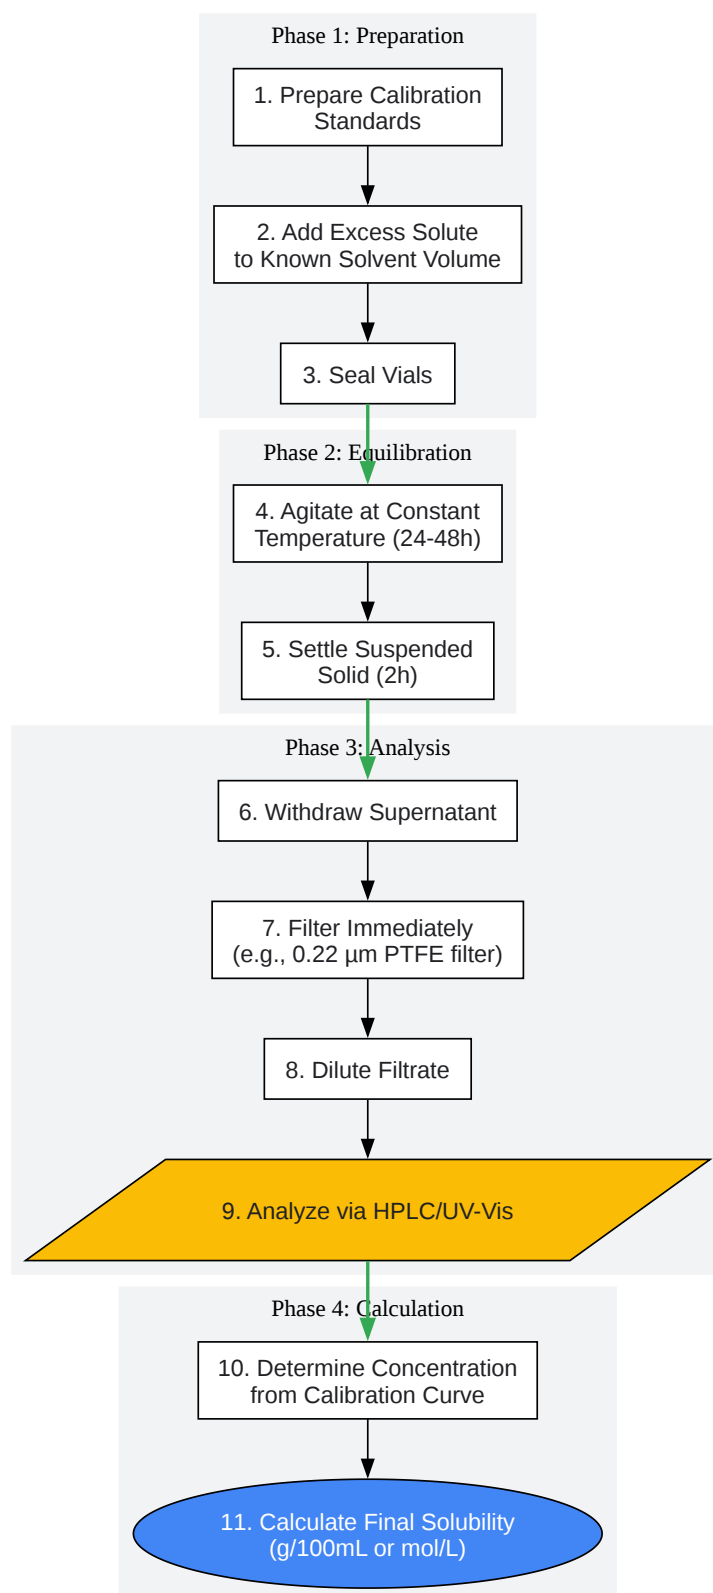 Phase 1: Preparation
1. Prepare Calibration
Standards
2. Add Excess Solute
to Known Solvent Volume
3. Seal Vials
Phase 2: Equilibration
4. Agitate at Constant
Temperature (24-48h)
5. Settle Suspended
Solid (2h)
Phase 3: Analysis
6. Withdraw Supernatant
7. Filter Immediately
(e.g., 0.22 µm PTFE filter)
8. Dilute Filtrate
9. Analyze via HPLC/UV-Vis
Phase 4: Calculation
10. Determine Concentration
from Calibration Curve
11. Calculate Final Solubility
(g/100mL or mol/L)